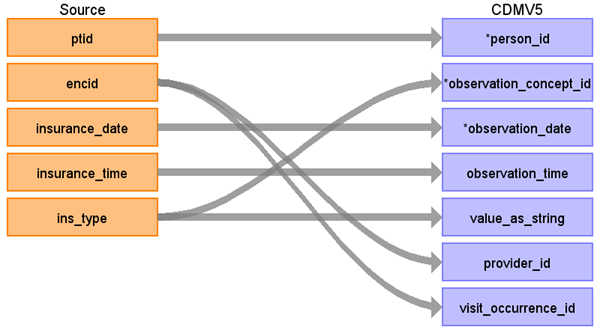 Source
CDMV5
ptid
*person_id
encid
*observation_concept_id
insurance_date
*observation_date
insurance_time
observation_time
ins_type
value_as_string
provider_id
visit_occurrence_id